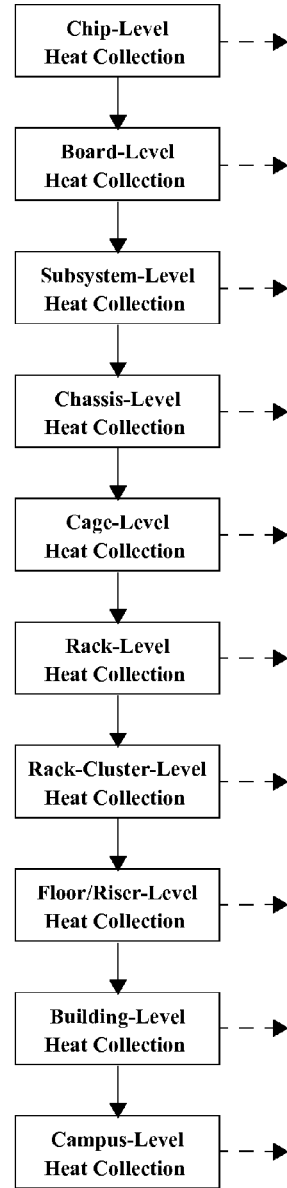 Chip-Level
Heat Collection
Board-Level
Heat Collection
Subsystem-Level
Heat Collection
Chassis-Level
Heat Collection
Cage-Level
Heat Collection
Rack-Level
Heat Collection
Rack-Cluster-Level
Heat Collection
Floor/Riser-Level
Heat Collection
Building-Level
Heat Collection
Campus-Level
Heat Collection